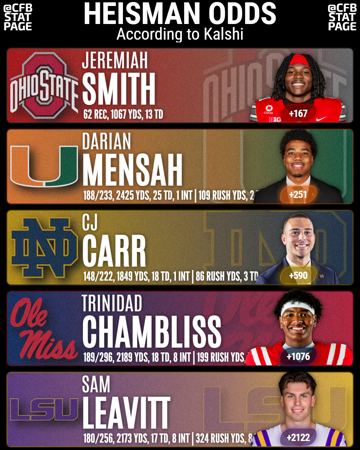 @CFB
STAT
PAGE
HEISMAN ODDS
According to Kalshi
@CFB
STAT
PAGE
OHIO STATE
JEREMIAH
SMITH
62 REC, 1067 YDS, 13 TD
+167
U
DARIAN
MENSAH
188/233, 2425 YDS, 25 TD, 1 INT | 109 RUSH YDS, 2
+251
ND
CJ
CARR
148/222, 1849 YDS, 18 TD, 1 INT | 86 RUSH YDS, 3 TD
+590
Ole
Miss
TRINIDAD
CHAMBLISS
189/296, 2189 YDS, 18 TD, 8 INT | 199 RUSH YDS
+1076
LSU
SAM
LEAVITT
180/256, 2173 YDS, 17 TD, 8 INT | 324 RUSH YDS, 8
+2122